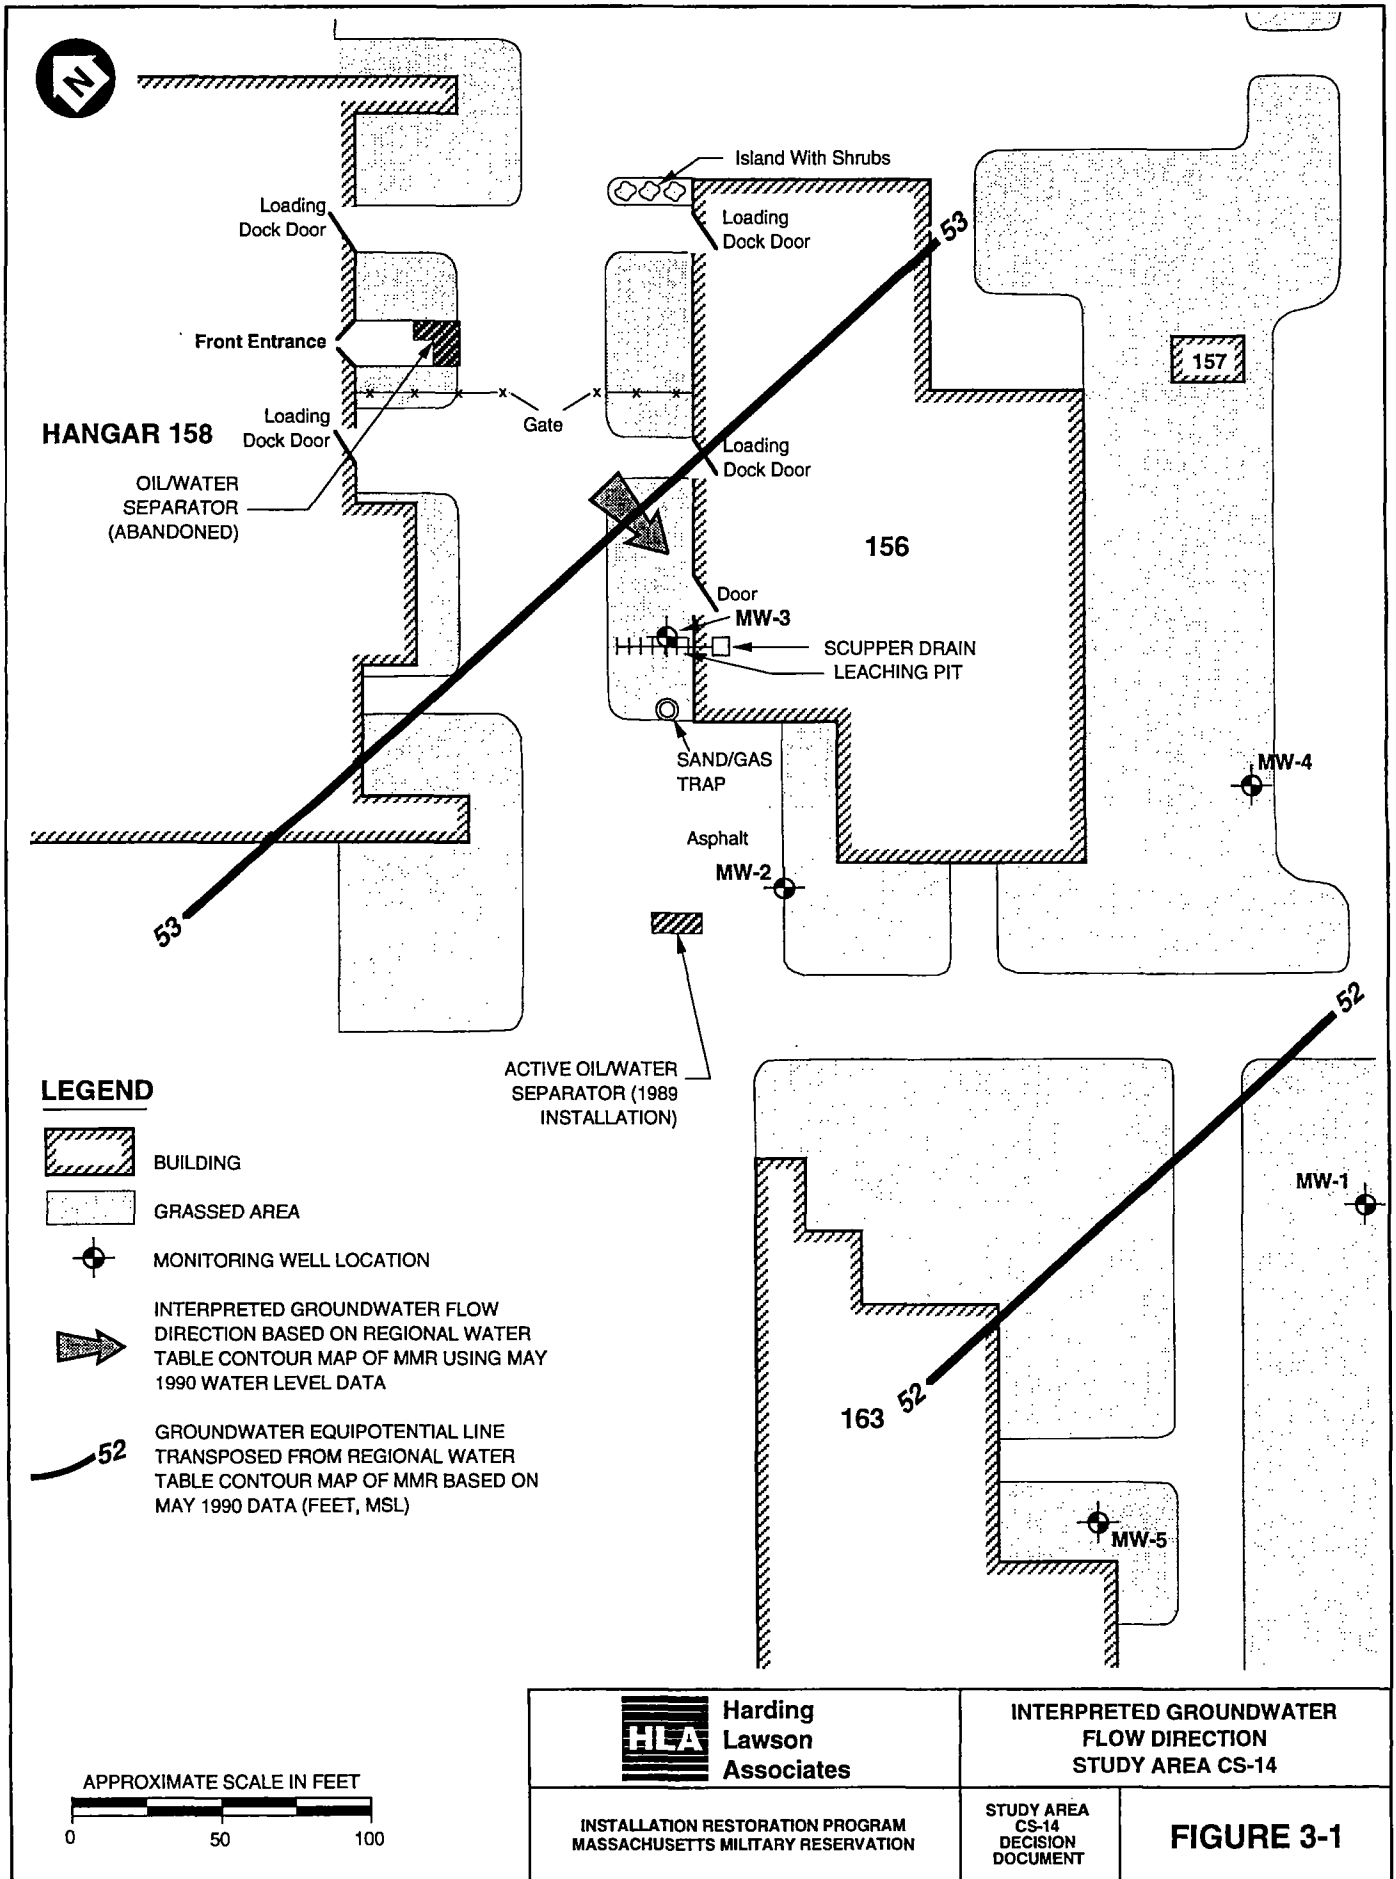 N
Island With Shrubs
Loading
Dock Door
Loading
Dock Door
53
Front Entrance
157
Gate
HANGAR 158
Loading
Dock Door
Loading
Dock Door
OIL/WATER
SEPARATOR
(ABANDONED)
156
Door
MW-3
SCUPPER DRAIN
LEACHING PIT
SAND/GAS
TRAP
MW-4
Asphalt
MW-2
53
52
ACTIVE OIL/WATER
SEPARATOR (1989
INSTALLATION)
LEGEND
BUILDING
GRASSED AREA
MONITORING WELL LOCATION
INTERPRETED GROUNDWATER FLOW
DIRECTION BASED ON REGIONAL WATER
TABLE CONTOUR MAP OF MMR USING MAY
1990 WATER LEVEL DATA
52
GROUNDWATER EQUIPOTENTIAL LINE
TRANSPOSED FROM REGIONAL WATER
TABLE CONTOUR MAP OF MMR BASED ON
MAY 1990 DATA (FEET, MSL)
MW-1
163
52
MW-5
APPROXIMATE SCALE IN FEET
0 50 100
HLA
Harding
Lawson
Associates
INTERPRETED GROUNDWATER
FLOW DIRECTION
STUDY AREA CS-14
INSTALLATION RESTORATION PROGRAM
MASSACHUSETTS MILITARY RESERVATION
STUDY AREA
CS-14
DECISION
DOCUMENT
FIGURE 3-1